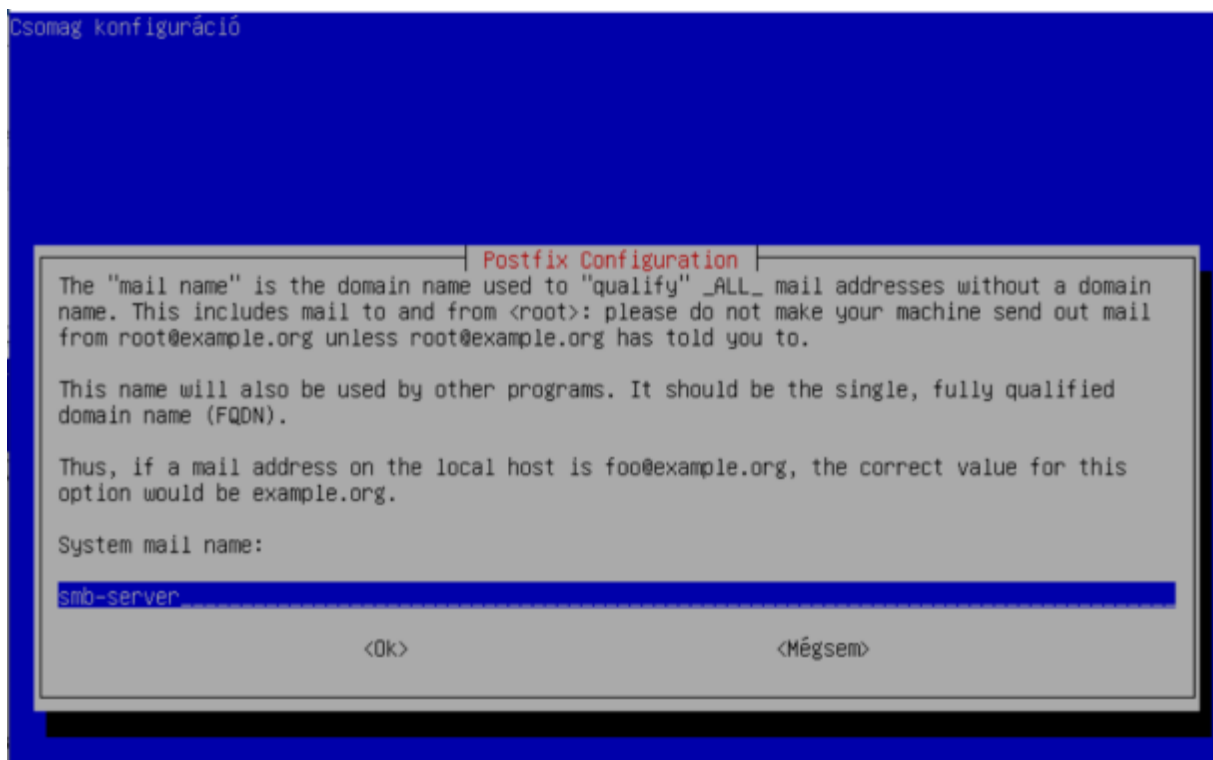 Csomag konfiguráció
Postfix Configuration
The "mail name" is the domain name used to "qualify" _ALL_ mail addresses without a domain
name. This includes mail to and from <root>: please do not make your machine send out mail
from root@example.org unless root@example.org has told you to.
This name will also be used by other programs. It should be the single, fully qualified
domain name (FQDN).
Thus, if a mail address on the local host is foo@example.org, the correct value for this
option would be example.org.
System mail name:
smb-server
<Ok> <Mégsem>